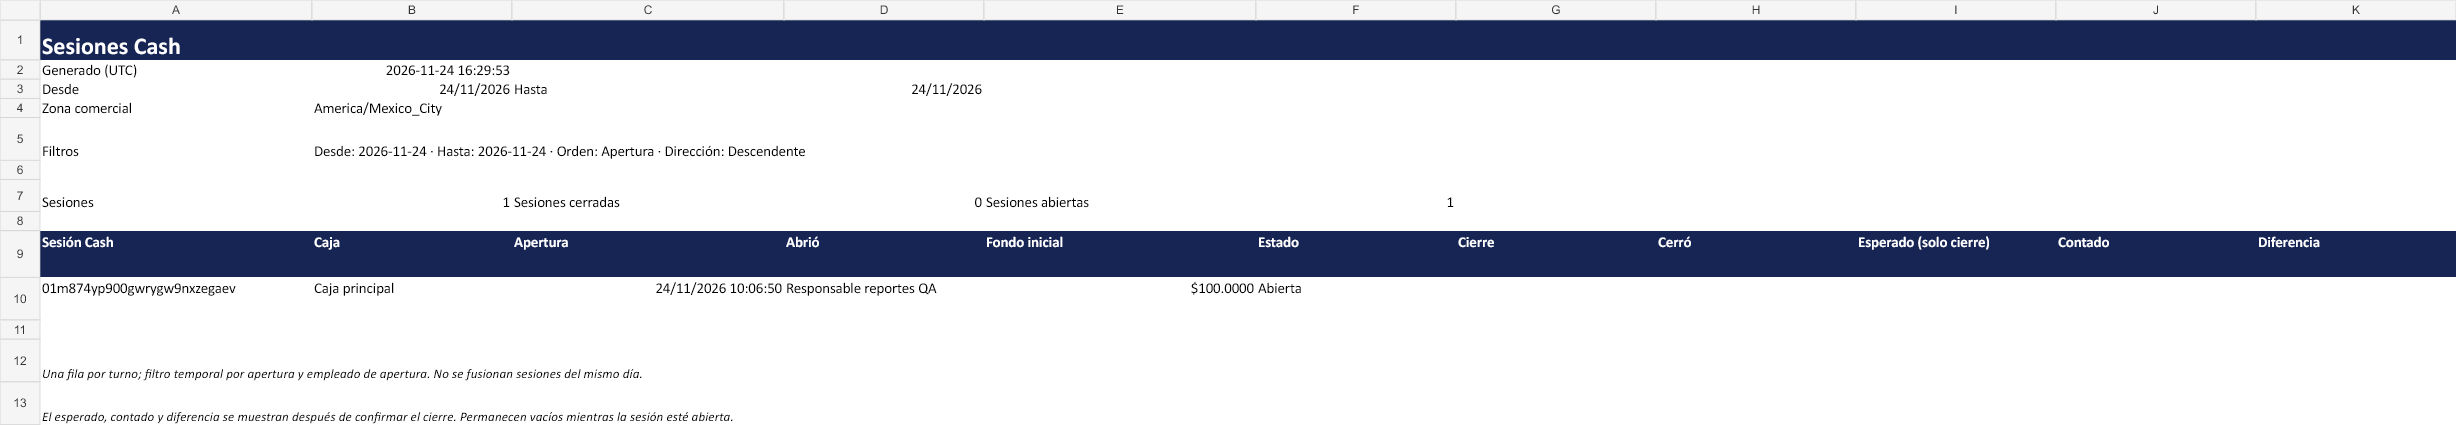 A B C D E F G H I J K
1 Sesiones Cash
2 Generado (UTC) 2026-11-24 16:29:53
3 Desde 24/11/2026 Hasta 24/11/2026
4 Zona comercial America/Mexico_City
5 Filtros Desde: 2026-11-24 · Hasta: 2026-11-24 · Orden: Apertura · Dirección: Descendente
6
7 Sesiones 1 Sesiones cerradas 0 Sesiones abiertas 1
8
9 Sesión Cash Caja Apertura Abrió Fondo inicial Estado Cierre Cerró Esperado (solo cierre) Contado Diferencia
10 01m874yp900gwrygw9nxzegaev Caja principal 24/11/2026 10:06:50 Responsable reportes QA $100.0000 Abierta
11
12 Una fila por turno; filtro temporal por apertura y empleado de apertura. No se fusionan sesiones del mismo día.
13 El esperado, contado y diferencia se muestran después de confirmar el cierre. Permanecen vacíos mientras la sesión esté abierta.